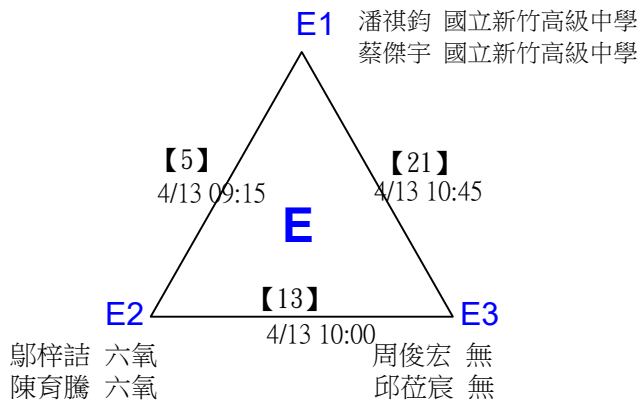 E1
潘祺鈞 國立新竹高級中學
蔡傑宇 國立新竹高級中學
【5】
4/13 09:15
【21】
4/13 10:45
E
【13】
4/13 10:00
E2
鄔梓詰 六氧
陳育騰 六氧
E3
周俊宏 無
邱莅宸 無